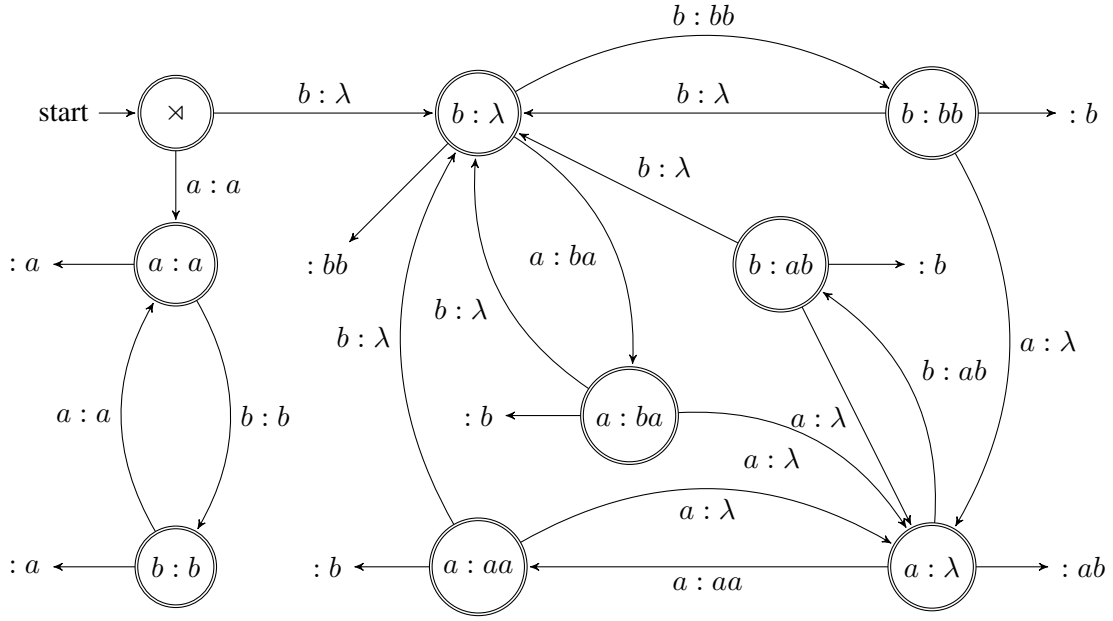 b : bb
start
⋊
b : λ
b : λ
b : λ
b : bb
: b
a : a
b : λ
: a
a : a
: bb
a : ba
b : ab
: b
b : λ
b : λ
a : λ
b : ab
a : a
b : b
: b
a : ba
a : λ
a : λ
a : λ
: a
b : b
: b
a : aa
a : aa
a : λ
: ab